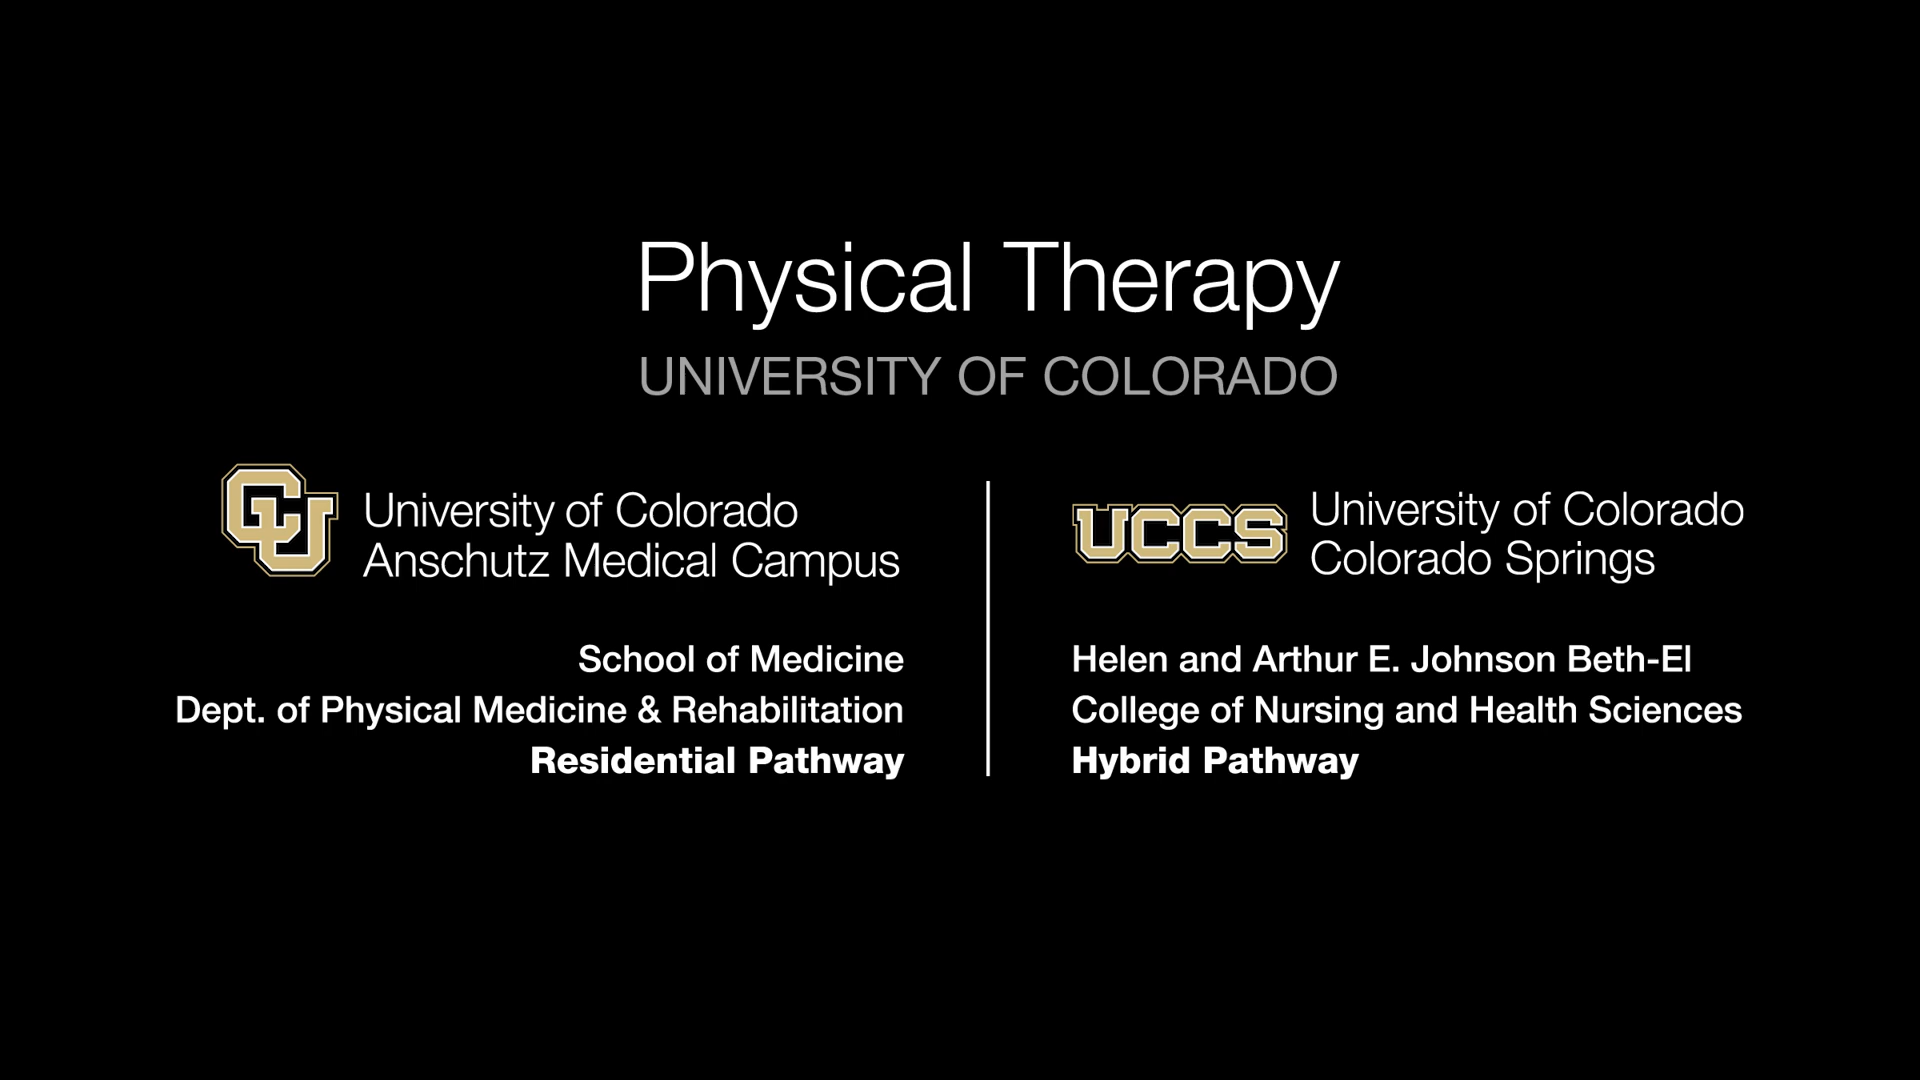 Physical Therapy
UNIVERSITY OF COLORADO
CU
University of Colorado
Anschutz Medical Campus
School of Medicine
Dept. of Physical Medicine & Rehabilitation
Residential Pathway
UCCS
University of Colorado
Colorado Springs
Helen and Arthur E. Johnson Beth-El
College of Nursing and Health Sciences
Hybrid Pathway